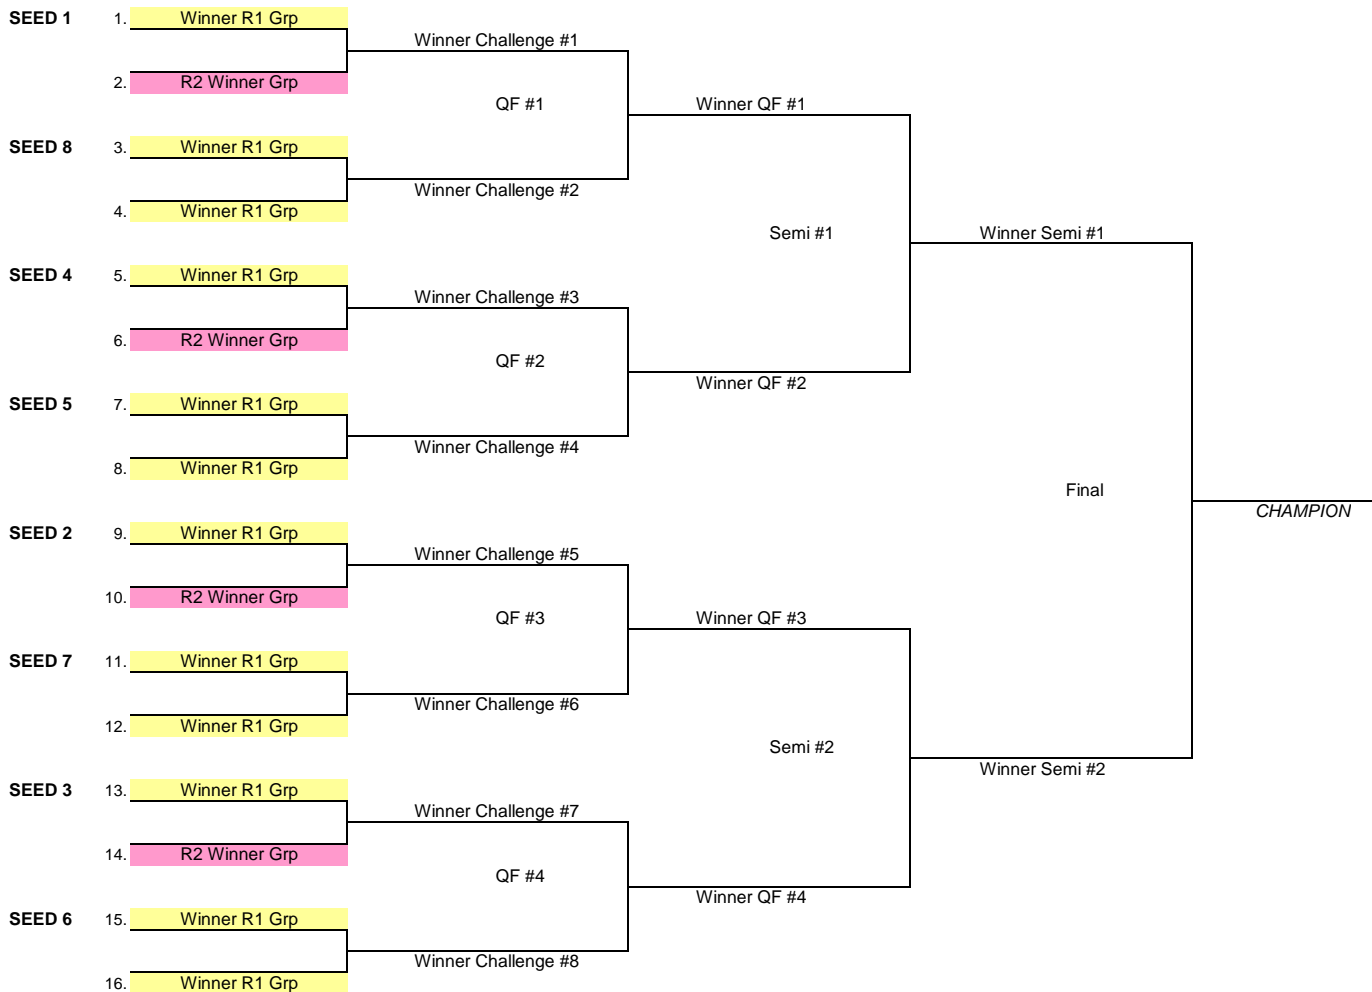 SEED 1 1. Winner R1 Grp
Winner Challenge #1
2. R2 Winner Grp
QF #1
Winner QF #1
SEED 8 3. Winner R1 Grp
Winner Challenge #2
4. Winner R1 Grp
Semi #1
Winner Semi #1
SEED 4 5. Winner R1 Grp
Winner Challenge #3
6. R2 Winner Grp
QF #2
Winner QF #2
SEED 5 7. Winner R1 Grp
Winner Challenge #4
8. Winner R1 Grp
Final
CHAMPION
SEED 2 9. Winner R1 Grp
Winner Challenge #5
10. R2 Winner Grp
QF #3
Winner QF #3
SEED 7 11. Winner R1 Grp
Winner Challenge #6
12. Winner R1 Grp
Semi #2
Winner Semi #2
SEED 3 13. Winner R1 Grp
Winner Challenge #7
14. R2 Winner Grp
QF #4
Winner QF #4
SEED 6 15. Winner R1 Grp
Winner Challenge #8
16. Winner R1 Grp